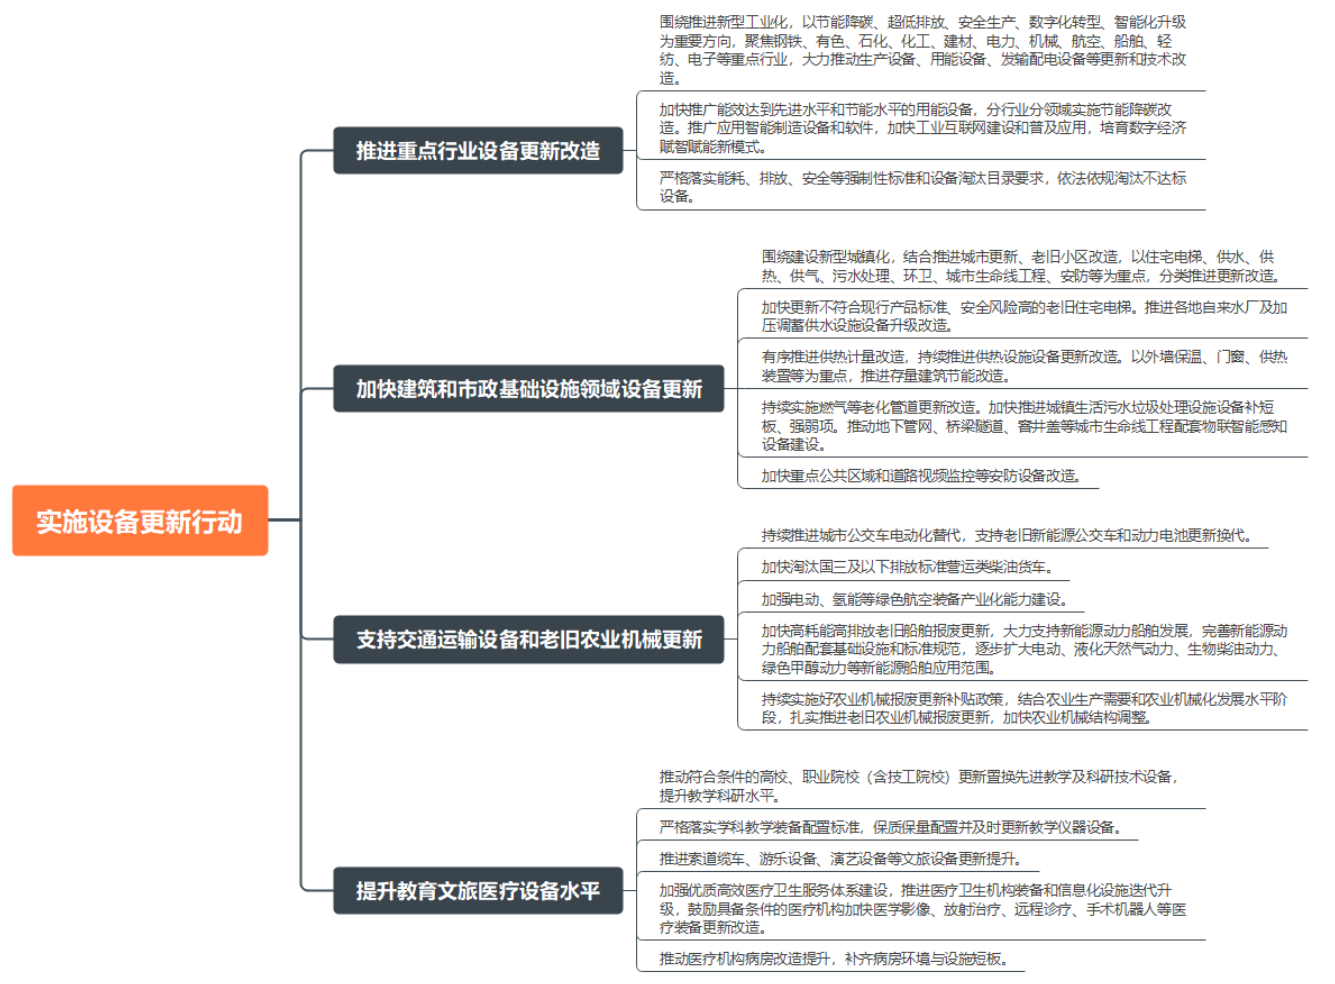 实施设备更新行动
推进重点行业设备更新改造
围绕推进新型工业化，以节能降碳、超低排放、安全生产、数字化转型、智能化升级
为重要方向，聚焦钢铁、有色、石化、化工、建材、电力、机械、航空、船舶、轻
纺、电子等重点行业，大力推动生产设备、用能设备、发输配电设备等更新和技术改
造。
加快推广能效达到先进水平和节能水平的用能设备，分行业分领域实施节能降碳改
造。推广应用智能制造设备和软件，加快工业互联网建设和普及应用，培育数字经济
赋智赋能新模式。
严格落实能耗、排放、安全等强制性标准和设备淘汰目录要求，依法依规淘汰不达标
设备。
加快建筑和市政基础设施领域设备更新
围绕建设新型城镇化，结合推进城市更新、老旧小区改造，以住宅电梯、供水、供
热、供气、污水处理、环卫、城市生命线工程、安防等为重点，分类推进更新改造。
加快更新不符合现行产品标准、安全风险高的老旧住宅电梯。推进各地自来水厂及加
压调蓄供水设施设备升级改造。
有序推进供热计量改造，持续推进供热设施设备更新改造。以外墙保温、门窗、供热
装置等为重点，推进存量建筑节能改造。
持续实施燃气等老化管道更新改造。加快推进城镇生活污水垃圾处理设施设备补短
板、强弱项。推动地下管网、桥梁隧道、窨井盖等城市生命线工程配套物联智能感知
设备建设。
加快重点公共区域和道路视频监控等安防设备改造。
支持交通运输设备和老旧农业机械更新
持续推进城市公交车电动化替代，支持老旧新能源公交车和动力电池更新换代。
加快淘汰国三及以下排放标准营运类柴油货车。
加强电动、氢能等绿色航空装备产业化能力建设。
加快高耗能高排放老旧船舶报废更新，大力支持新能源动力船舶发展，完善新能源动
力船舶配套基础设施和标准规范，逐步扩大电动、液化天然气动力、生物柴油动力、
绿色甲醇动力等新能源船舶应用范围。
持续实施好农业机械报废更新补贴政策，结合农业生产需要和农业机械化发展水平阶
段，扎实推进老旧农业机械报废更新，加快农业机械结构调整。
提升教育文旅医疗设备水平
推动符合条件的高校、职业院校（含技工院校）更新置换先进教学及科研技术设备，
提升教学科研水平。
严格落实学科教学装备配置标准，保质保量配置并及时更新教学仪器设备。
推进索道缆车、游乐设备、演艺设备等文旅设备更新提升。
加强优质高效医疗卫生服务体系建设，推进医疗卫生机构装备和信息化设施迭代升
级，鼓励具备条件的医疗机构加快医学影像、放射治疗、远程诊疗、手术机器人等医
疗装备更新改造。
推动医疗机构病房改造提升，补齐病房环境与设施短板。